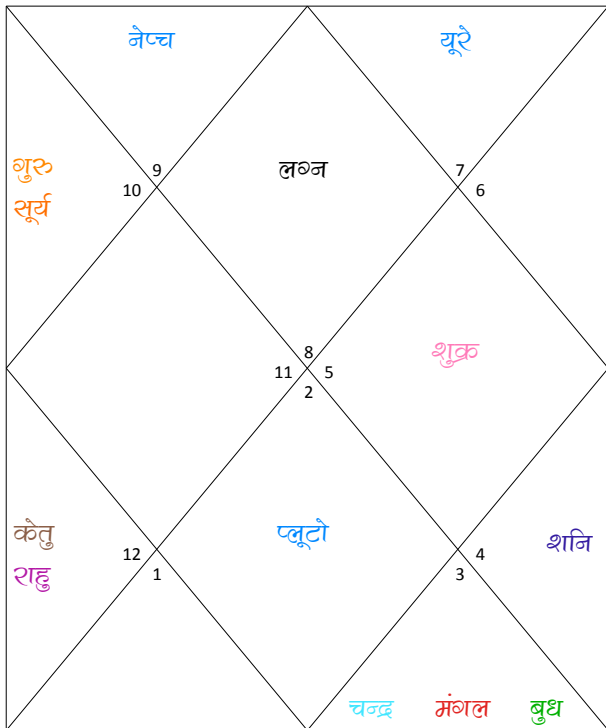 नेप्च यूरे
गुरु 9 लग्न 7
सूर्य 10 6
8 शुक्र
11 5
2
केतु 12 प्लूटो 4 शनि
राहु 1 3
चन्द्र मंगल बुध